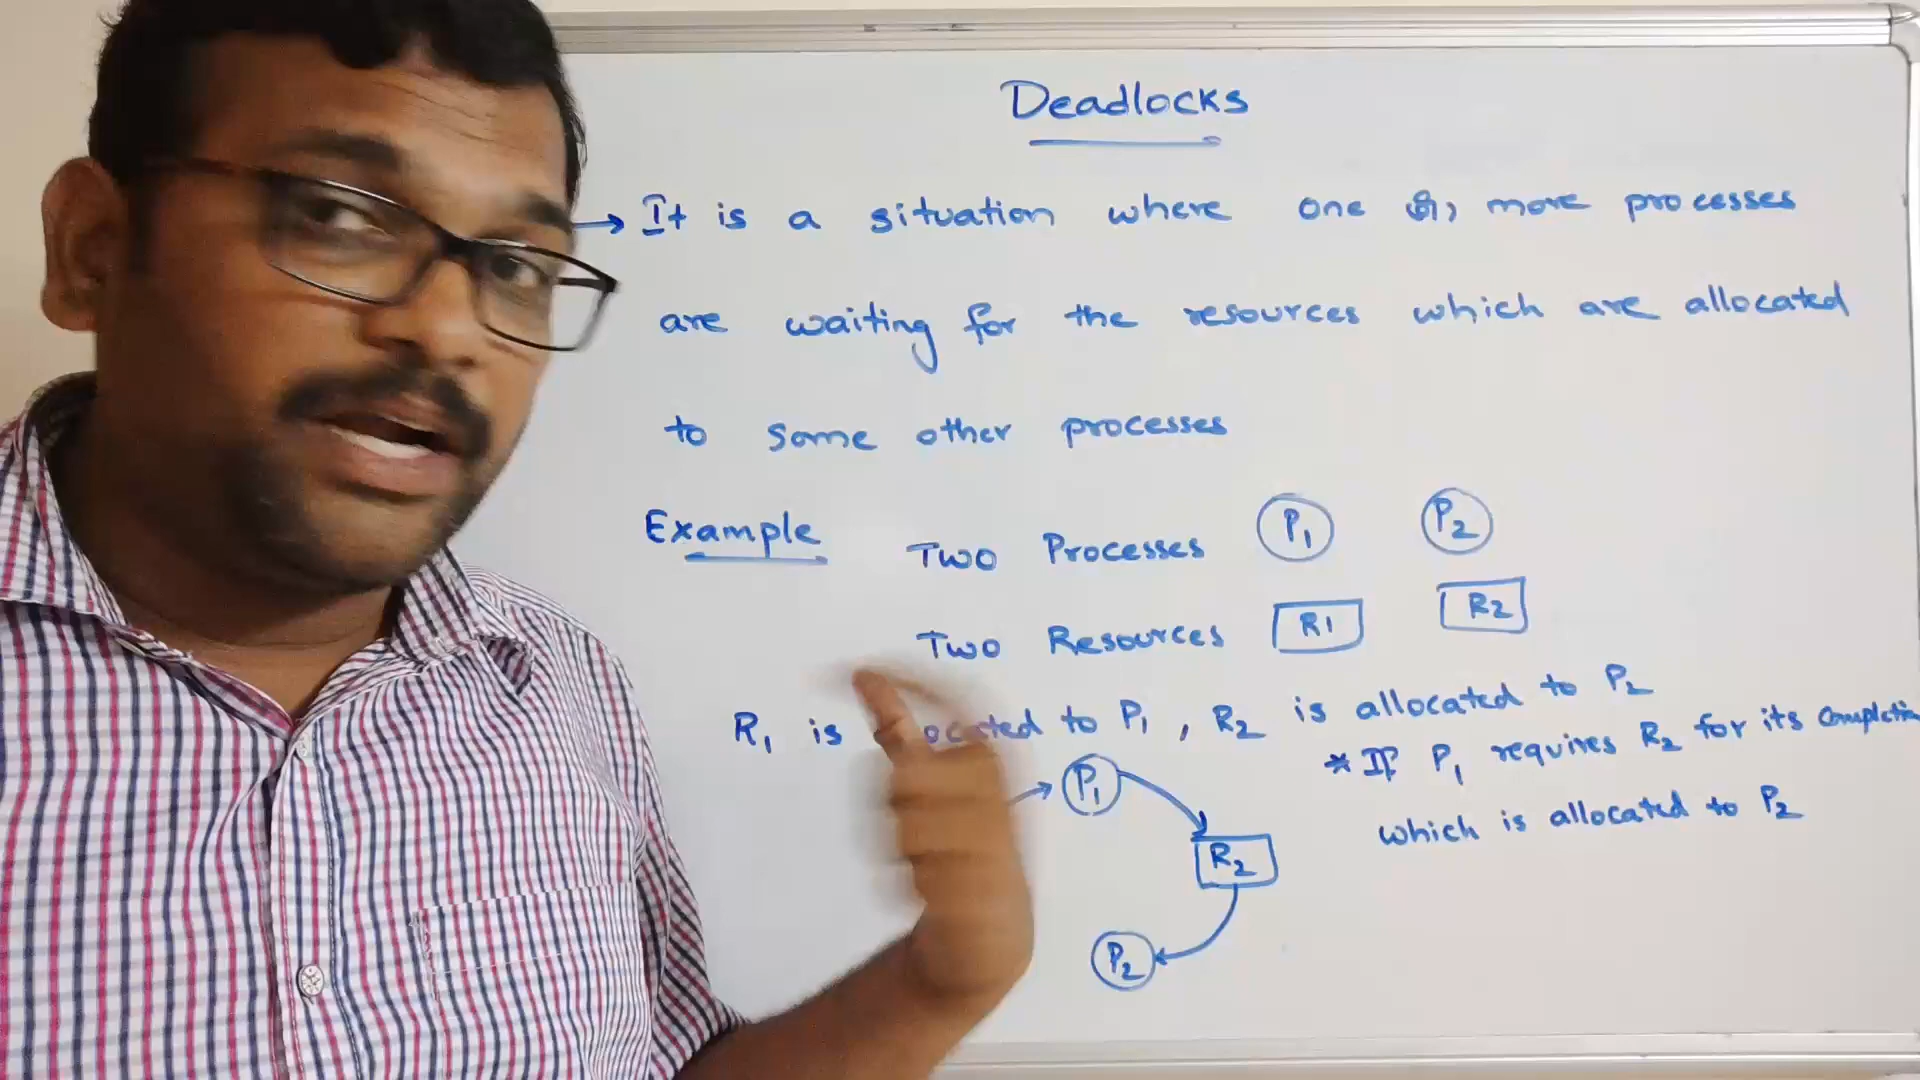 Deadlocks
→ It is a situation where one (or) more processes
are waiting for the resources which are allocated
to some other processes
Example Two Processes P1 P2
Two Resources R1 R2
R1 is to P1, R2 is allocated to P2
* If P1 requires R2 for its
which is allocated to P2
P1
R2
P2